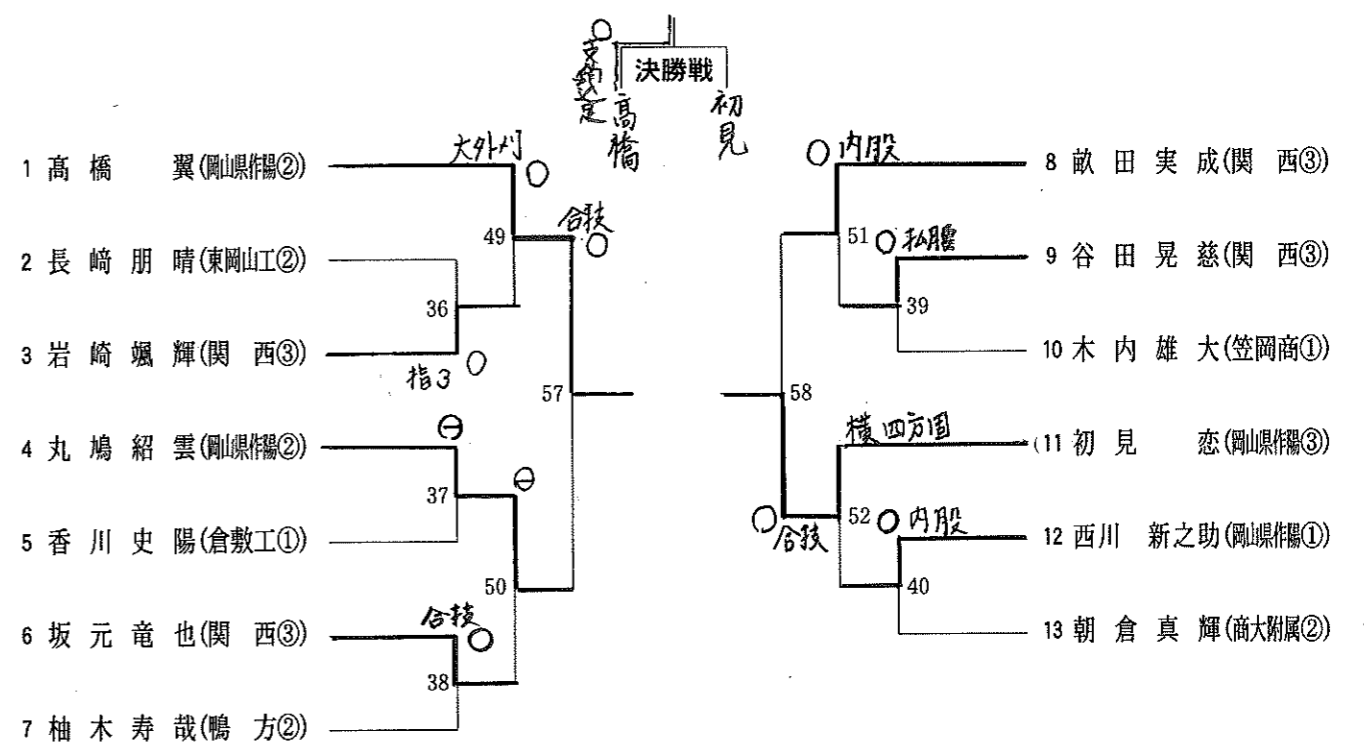 ○
支釣込足
決勝戦
高橋
初見
大外刈
○
○ 内股
1 髙橋 翼(岡山県作陽②)
8 畝田実成(関西③)
合技
○
49
51
○ 払腰
2 長﨑朋晴(東岡山工②)
9 谷田晃慈(関西③)
36
39
3 岩崎颯輝(関西③)
10 木内雄大(笠岡商①)
指3 ○
57
58
横四方固
4 丸鳩紹雲(岡山県作陽②)
(11 初見 恋(岡山県作陽③)
37
○ 合技
52
○ 内股
5 香川史陽(倉敷工①)
12 西川 新之助(岡山県作陽①)
50
40
合技
○
6 坂元竜也(関西③)
13 朝倉真輝(商大附属②)
38
7 柚木寿哉(鴨方②)